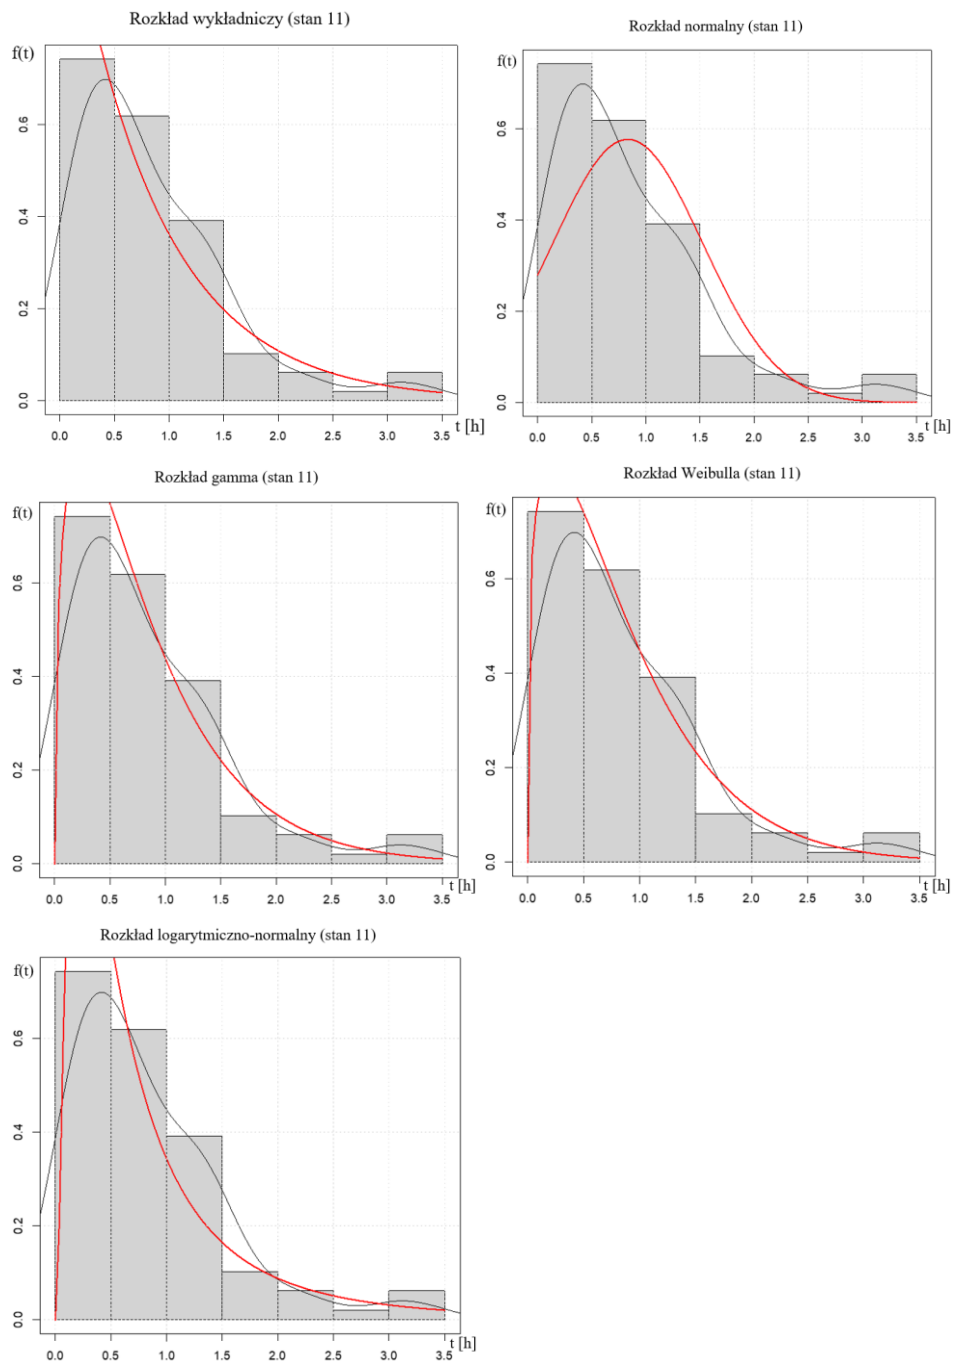 Rozkład wykładniczy (stan 11)
f(t)
0.6
0.4
0.2
0.0
0.0 0.5 1.0 1.5 2.0 2.5 3.0 3.5
t [h]
Rozkład normalny (stan 11)
f(t)
0.6
0.4
0.2
0.0
0.0 0.5 1.0 1.5 2.0 2.5 3.0 3.5
t [h]
Rozkład gamma (stan 11)
f(t)
0.6
0.4
0.2
0.0
0.0 0.5 1.0 1.5 2.0 2.5 3.0 3.5
t [h]
Rozkład Weibulla (stan 11)
f(t)
0.6
0.4
0.2
0.0
0.0 0.5 1.0 1.5 2.0 2.5 3.0 3.5
t [h]
Rozkład logarytmiczno-normalny (stan 11)
f(t)
0.6
0.4
0.2
0.0
0.0 0.5 1.0 1.5 2.0 2.5 3.0 3.5
t [h]